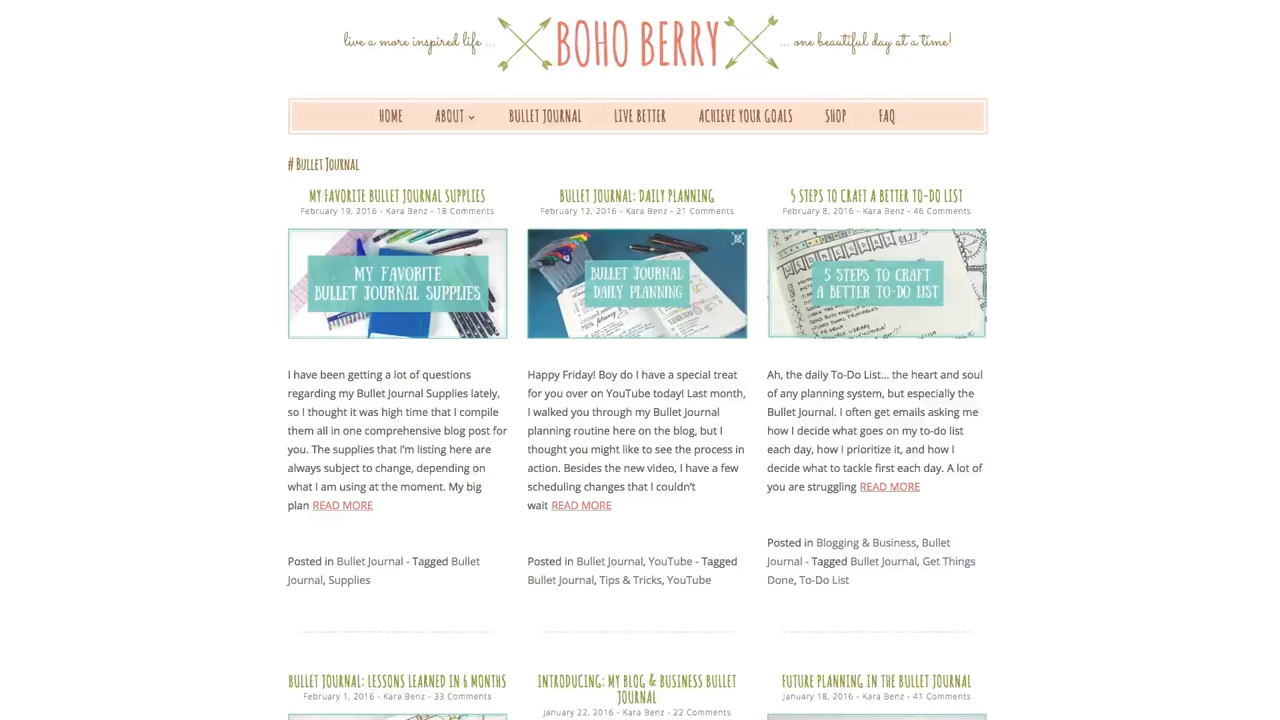 live a more inspired life ... BOHO BERRY ... one beautiful day at a time!
HOME ABOUT BULLET JOURNAL LIVE BETTER ACHIEVE YOUR GOALS SHOP FAQ
# BULLET JOURNAL
MY FAVORITE BULLET JOURNAL SUPPLIES
February 19, 2016 - Kara Benz - 18 Comments
MY FAVORITE
BULLET JOURNAL SUPPLIES
I have been getting a lot of questions
regarding my Bullet Journal Supplies lately,
so I thought it was high time that I compile
them all in one comprehensive blog post for
you. The supplies that I'm listing here are
always subject to change, depending on
what I am using at the moment. My big
plan READ MORE
Posted in Bullet Journal - Tagged Bullet
Journal, Supplies
BULLET JOURNAL: DAILY PLANNING
February 12, 2016 - Kara Benz - 21 Comments
BULLET JOURNAL:
DAILY PLANNING
Happy Friday! Boy do I have a special treat
for you over on YouTube today! Last month,
I walked you through my Bullet Journal
planning routine here on the blog, but I
thought you might like to see the process in
action. Besides the new video, I have a few
scheduling changes that I couldn't
wait READ MORE
Posted in Bullet Journal, YouTube - Tagged
Bullet Journal, Tips & Tricks, YouTube
5 STEPS TO CRAFT A BETTER TO-DO LIST
February 8, 2016 - Kara Benz - 46 Comments
WEDNESDAY 01.27
5 STEPS TO CRAFT
A BETTER TO-DO LIST
Ah, the daily To-Do List... the heart and soul
of any planning system, but especially the
Bullet Journal. I often get emails asking me
how I decide what goes on my to-do list
each day, how I prioritize it, and how I
decide what to tackle first each day. A lot of
you are struggling READ MORE
Posted in Blogging & Business, Bullet
Journal - Tagged Bullet Journal, Get Things
Done, To-Do List
BULLET JOURNAL: LESSONS LEARNED IN 6 MONTHS
February 1, 2016 - Kara Benz - 33 Comments
INTRODUCING: MY BLOG & BUSINESS BULLET
JOURNAL
January 22, 2016 - Kara Benz - 22 Comments
FUTURE PLANNING IN THE BULLET JOURNAL
January 18, 2016 - Kara Benz - 41 Comments